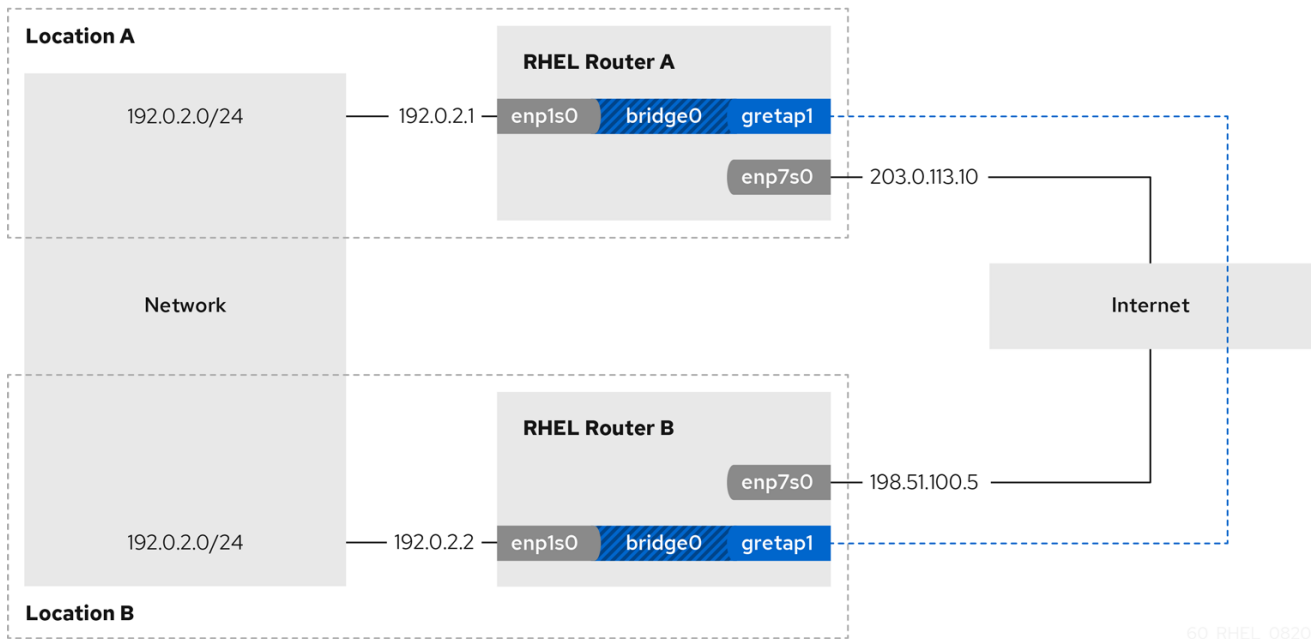 Location A
RHEL Router A
192.0.2.0/24
192.0.2.1
enp1s0
bridge0
gretap1
enp7s0
203.0.113.10
Network
Internet
RHEL Router B
enp7s0
198.51.100.5
192.0.2.0/24
192.0.2.2
enp1s0
bridge0
gretap1
Location B
60_RHEL_0820